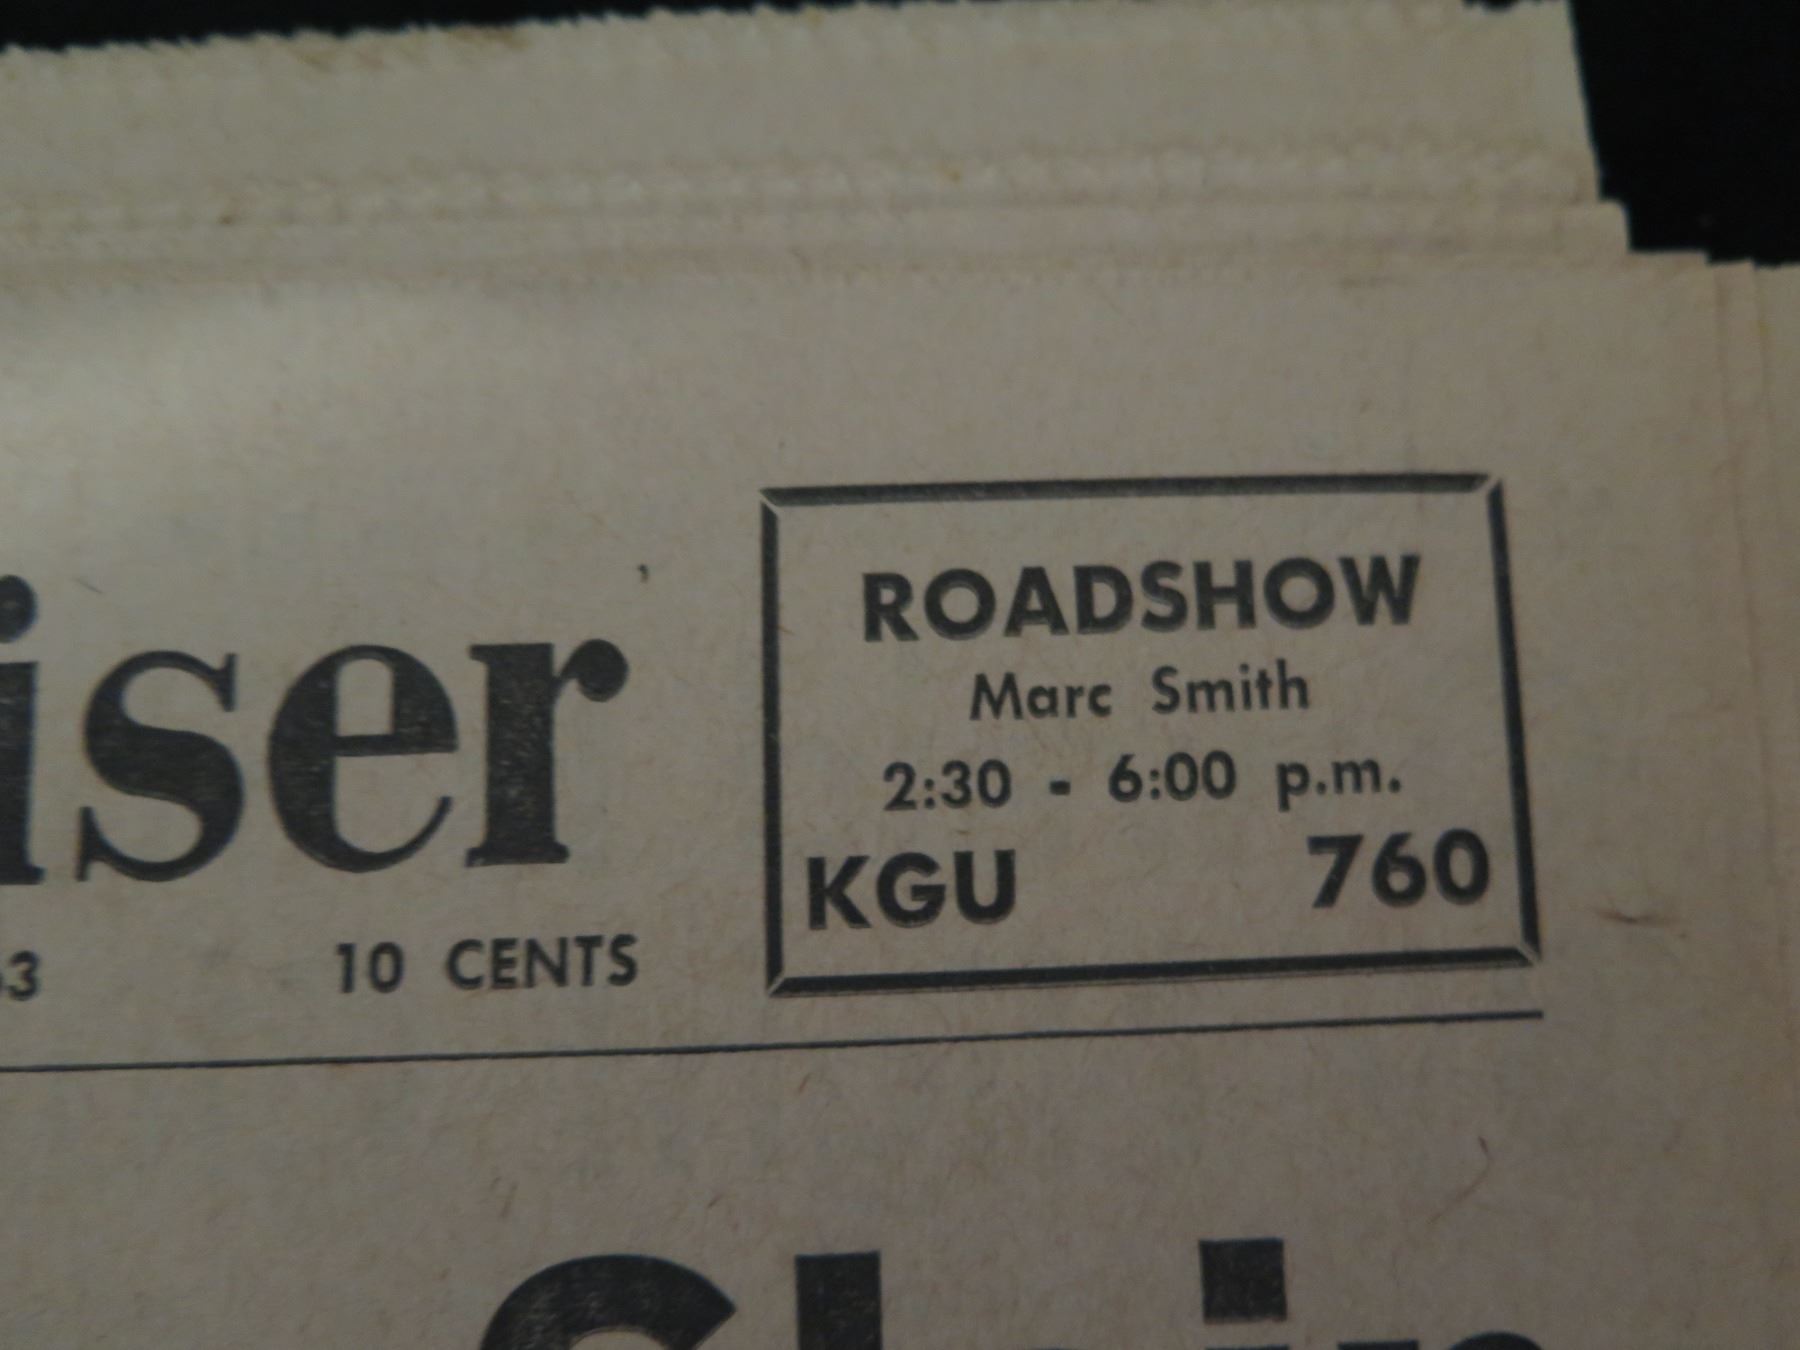 iser
10 CENTS
ROADSHOW
Marc Smith
2:30 - 6:00 p.m.
KGU 760